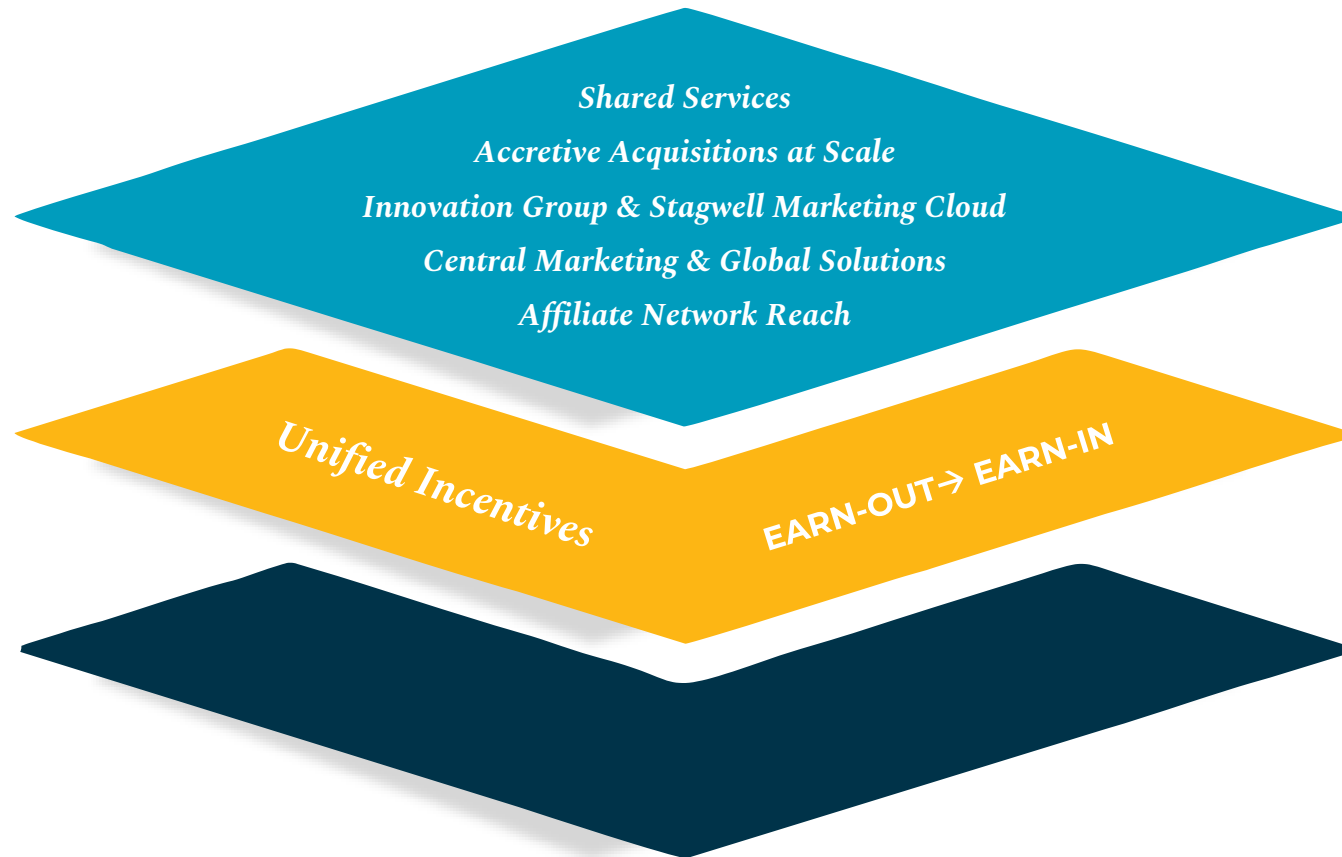 Shared Services
Accretive Acquisitions at Scale
Innovation Group & Stagwell Marketing Cloud
Central Marketing & Global Solutions
Affiliate Network Reach
Unified Incentives
EARN-OUT→ EARN-IN